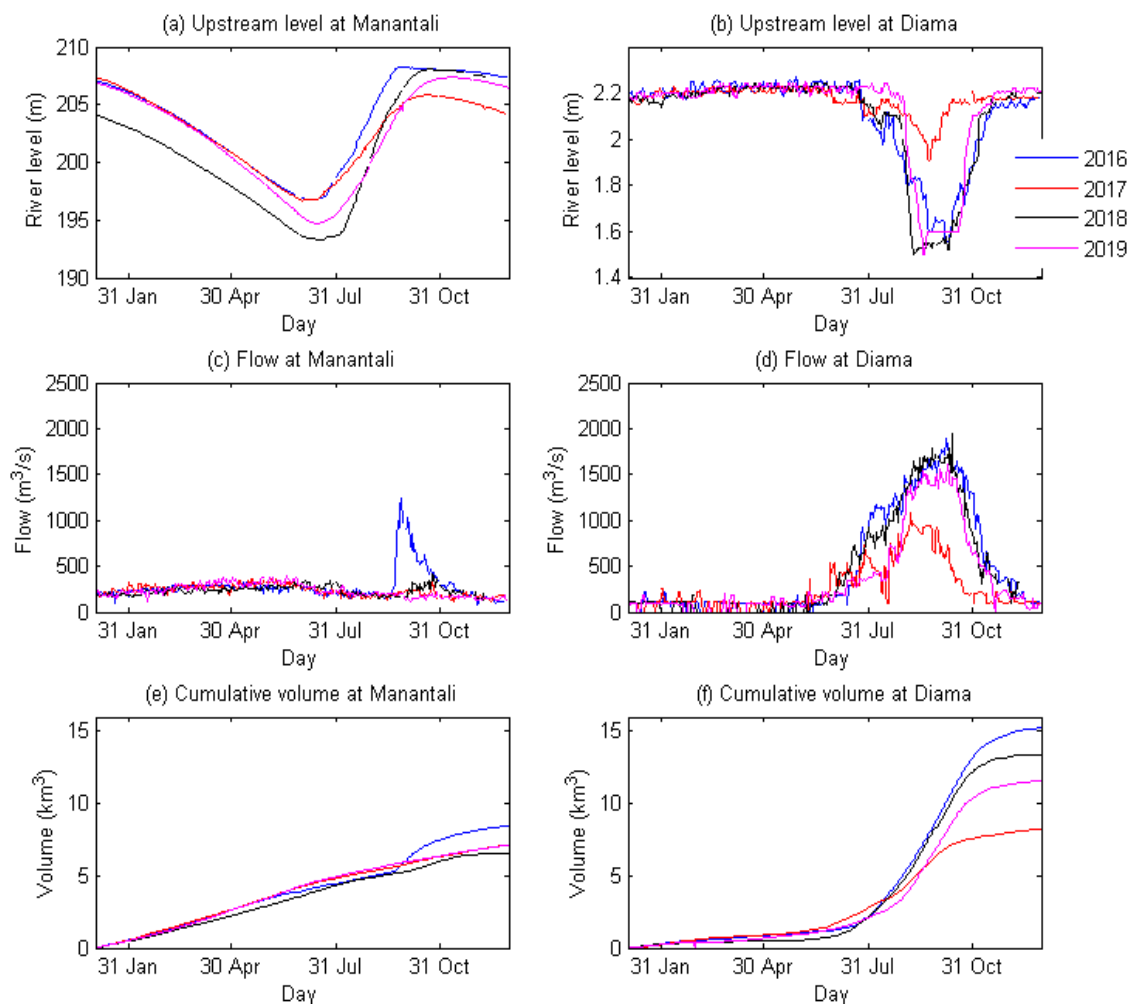 (a) Upstream level at Manantali
210
205
200
195
190
River level (m)
31 Jan 30 Apr 31 Jul 31 Oct
Day
(b) Upstream level at Diama
2.2
2
1.8
1.6
1.4
River level (m)
31 Jan 30 Apr 31 Jul 31 Oct
Day
2016
2017
2018
2019
(c) Flow at Manantali
2500
2000
1500
1000
500
0
Flow (m³/s)
31 Jan 30 Apr 31 Jul 31 Oct
Day
(d) Flow at Diama
2500
2000
1500
1000
500
0
Flow (m³/s)
31 Jan 30 Apr 31 Jul 31 Oct
Day
(e) Cumulative volume at Manantali
15
10
5
0
Volume (km³)
31 Jan 30 Apr 31 Jul 31 Oct
Day
(f) Cumulative volume at Diama
15
10
5
0
Volume (km³)
31 Jan 30 Apr 31 Jul 31 Oct
Day